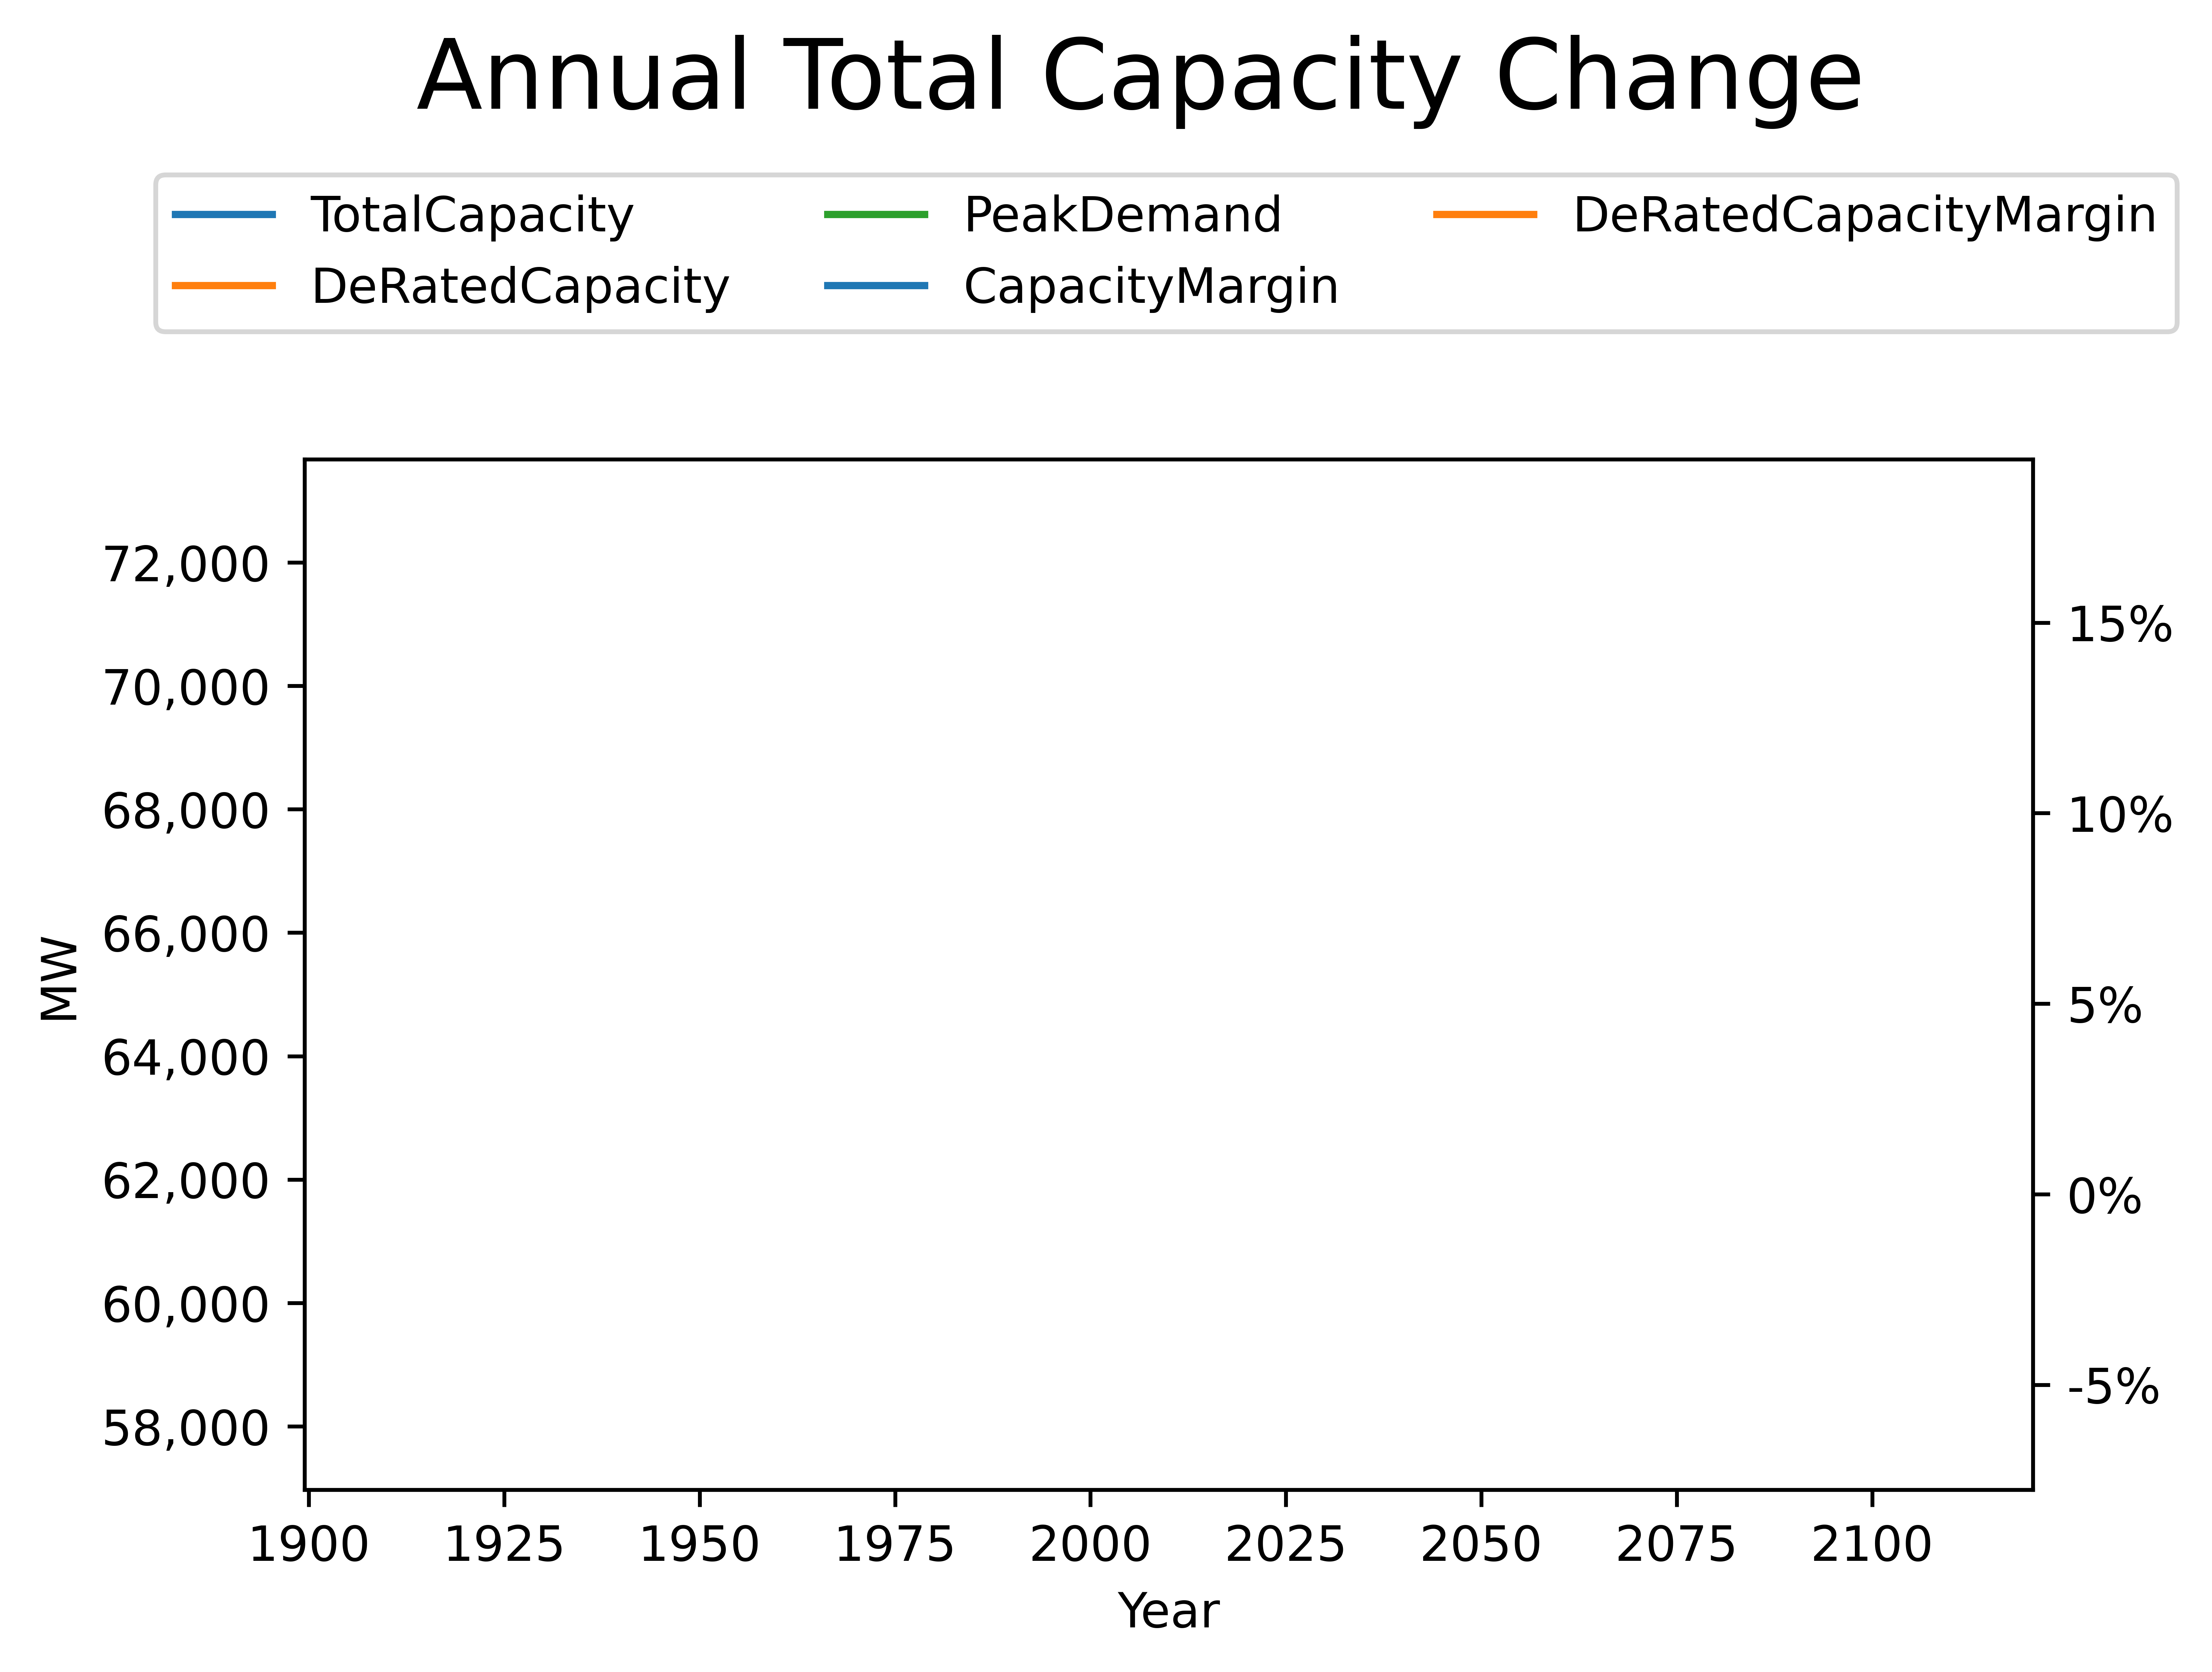 Annual Total Capacity Change
TotalCapacity
DeRatedCapacity
PeakDemand
CapacityMargin
DeRatedCapacityMargin
72,000
70,000
68,000
66,000
64,000
62,000
60,000
58,000
MW
15%
10%
5%
0%
-5%
1900 1925 1950 1975 2000 2025 2050 2075 2100
Year